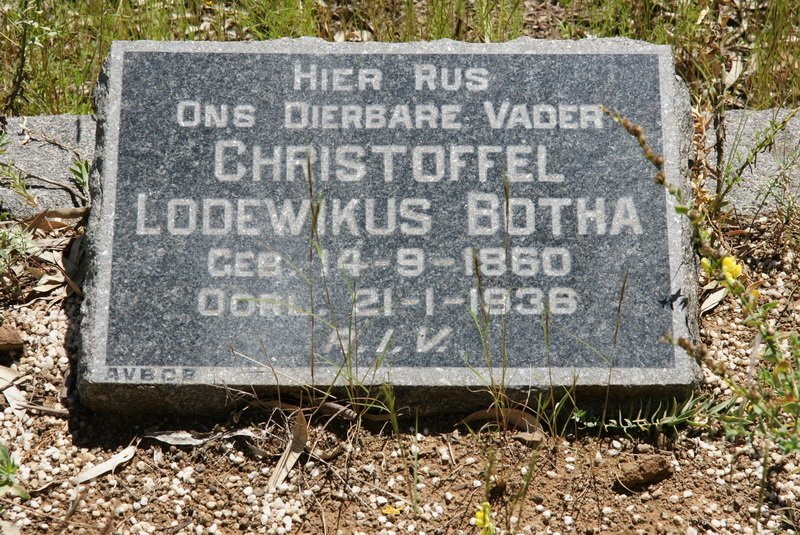 HIER RUS
ONS DIERBARE VADER
CHRISTOFFEL
LODEWIKUS BOTHA
GEB. 14-9-1860
OORL. 21-1-1936
R.I.V.
AVBOB